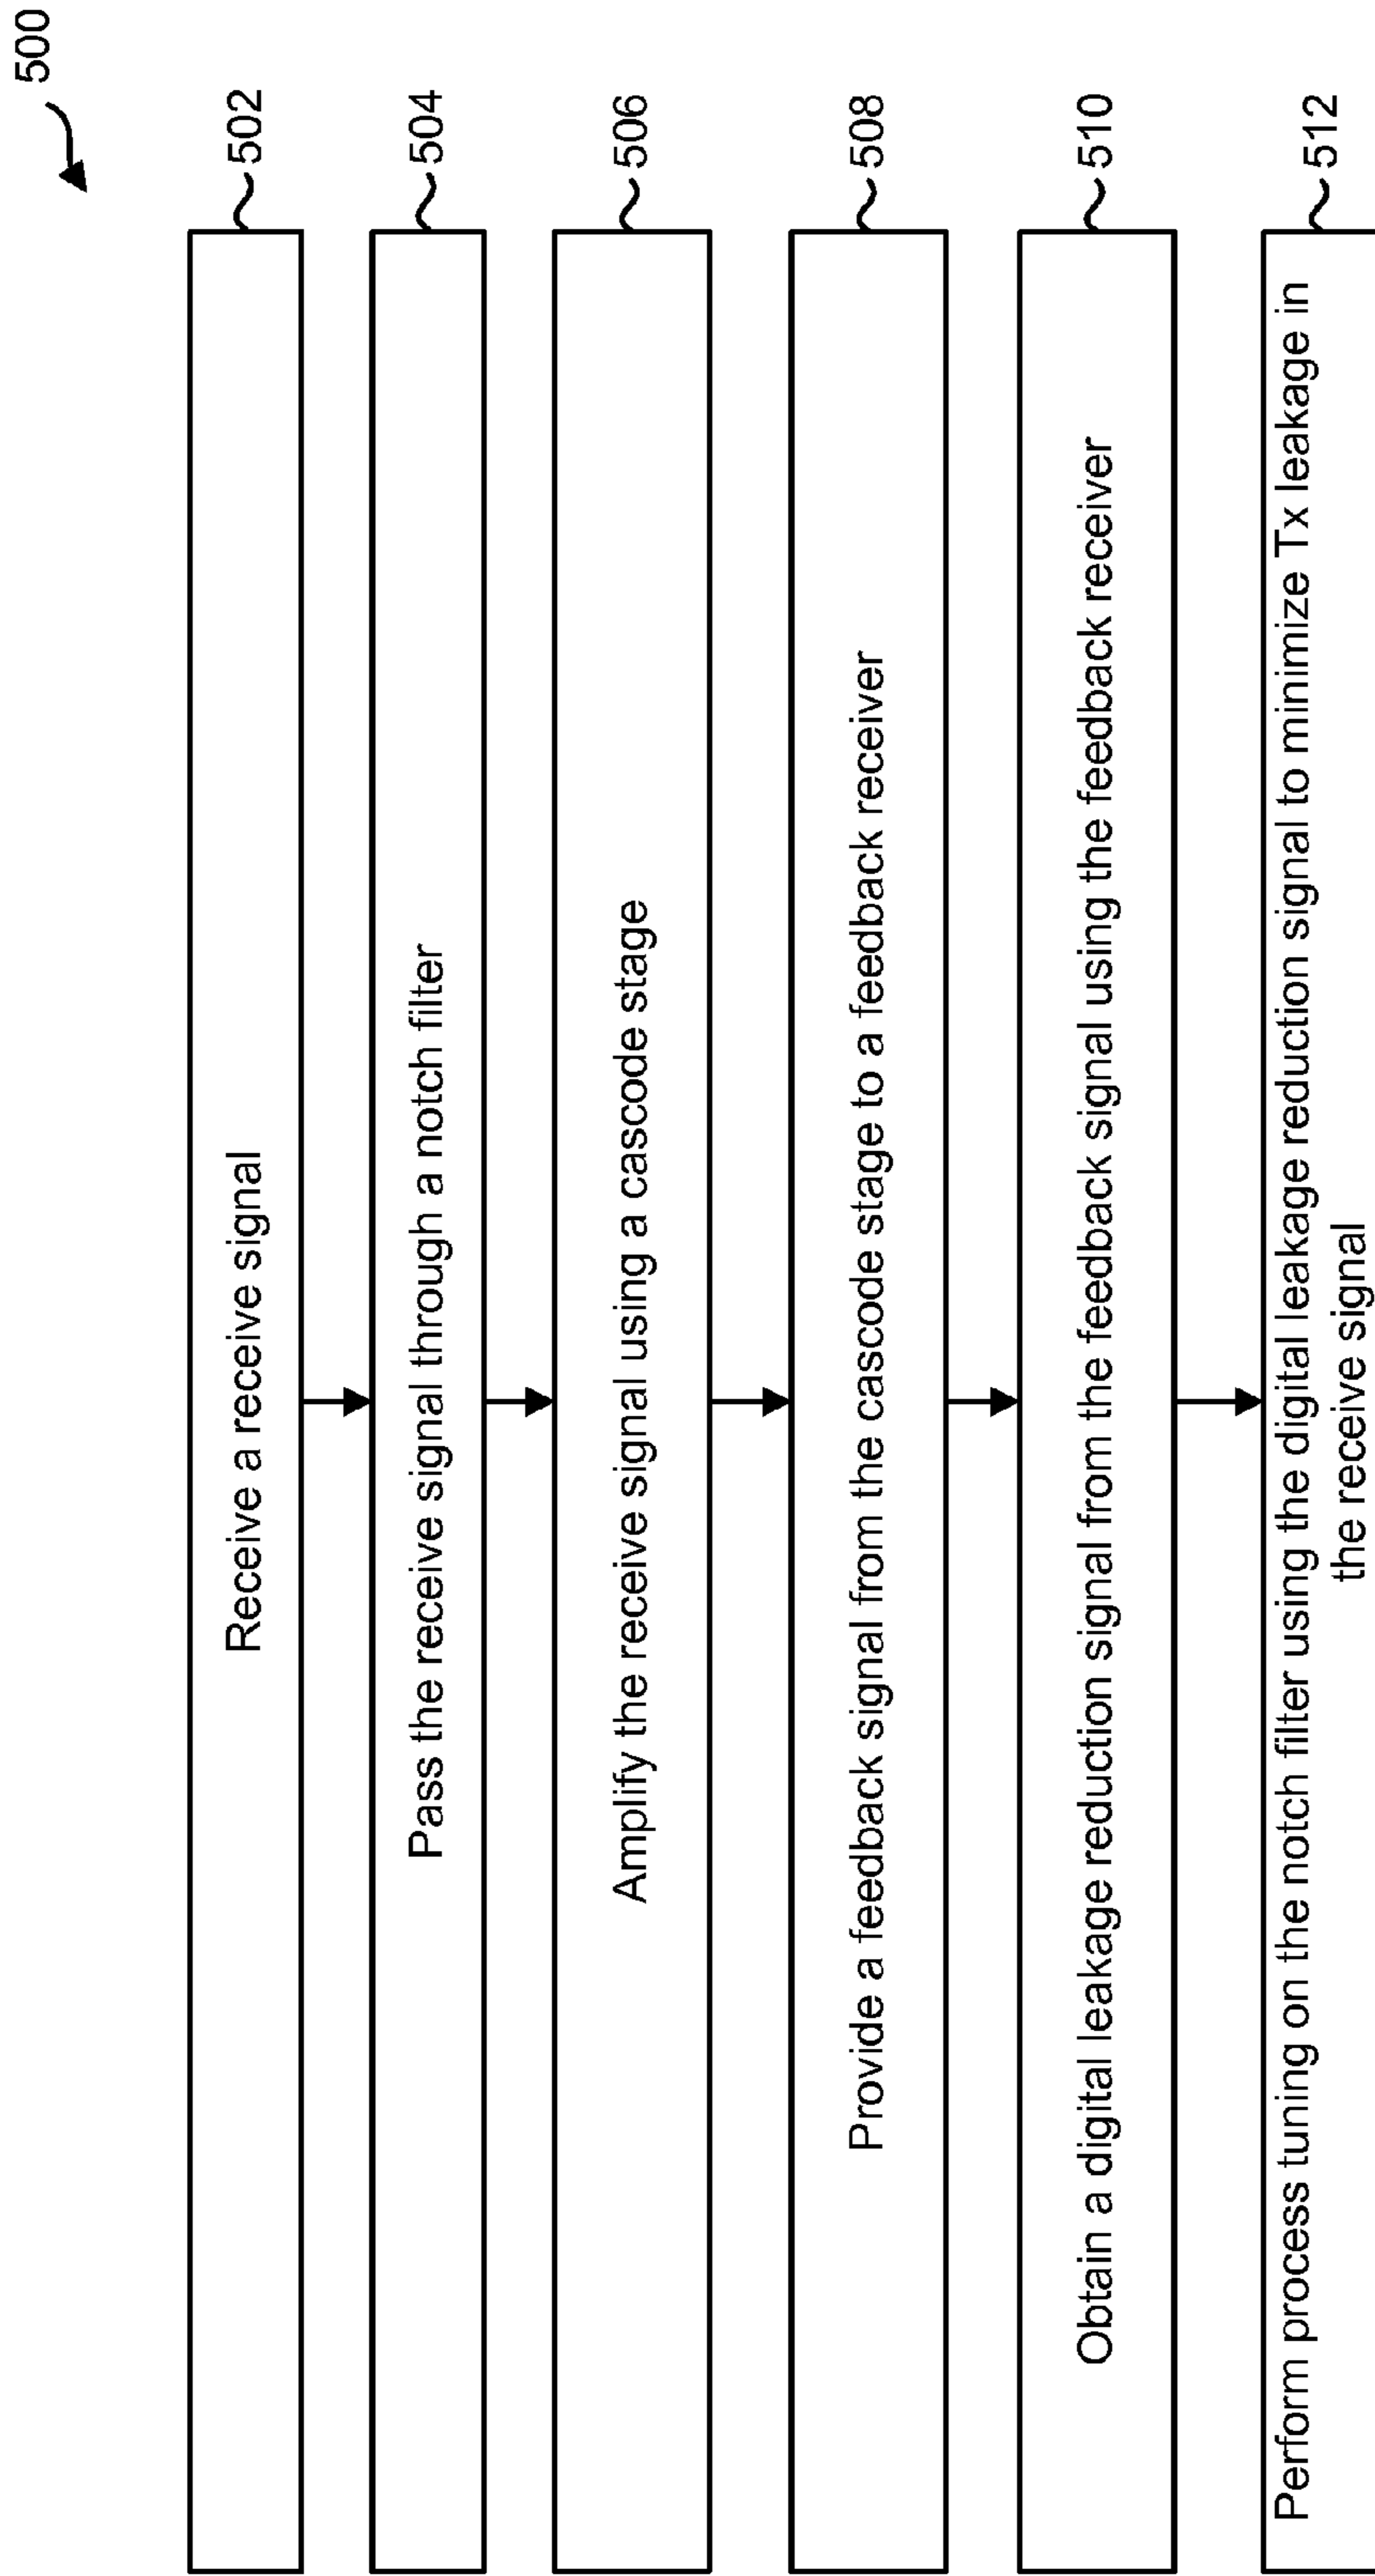 500
Receive a receive signal
502
Pass the receive signal through a notch filter
504
Amplify the receive signal using a cascode stage
506
Provide a feedback signal from the cascode stage to a feedback receiver
508
Obtain a digital leakage reduction signal from the feedback signal using the feedback receiver
510
Perform process tuning on the notch filter using the digital leakage reduction signal to minimize Tx leakage in
the receive signal
512